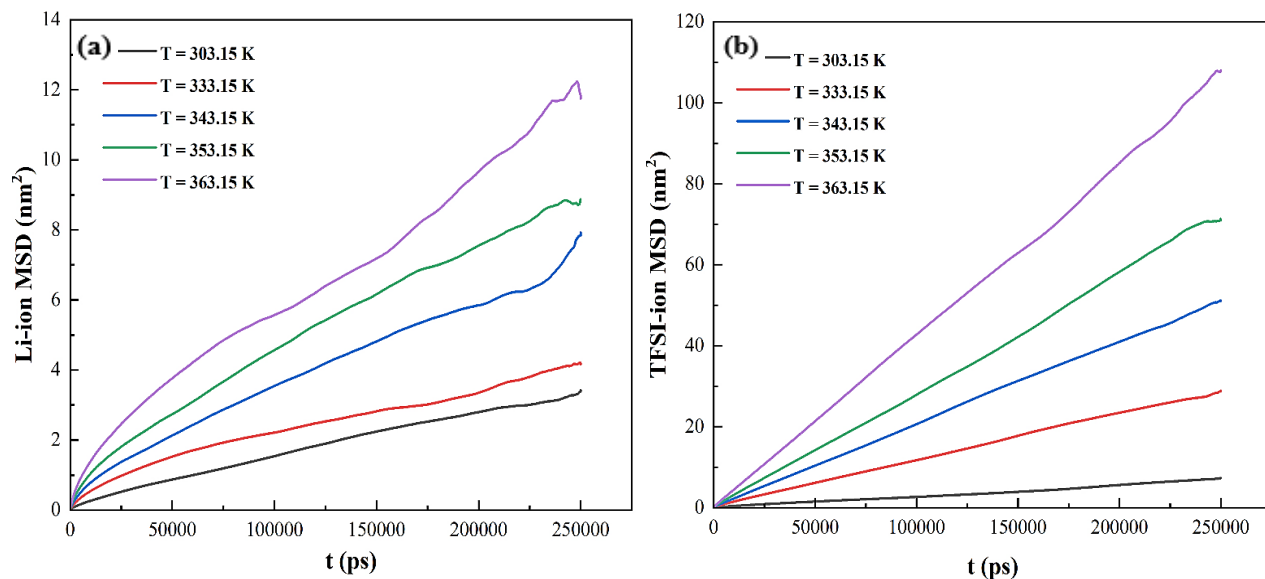 (a)
T = 303.15 K
T = 333.15 K
T = 343.15 K
T = 353.15 K
T = 363.15 K
Li-ion MSD (nm²)
14
12
10
8
6
4
2
0
0 50000 100000 150000 200000 250000
t (ps)
(b)
T = 303.15 K
T = 333.15 K
T = 343.15 K
T = 353.15 K
T = 363.15 K
TFSI-ion MSD (nm²)
120
100
80
60
40
20
0
0 50000 100000 150000 200000 250000
t (ps)